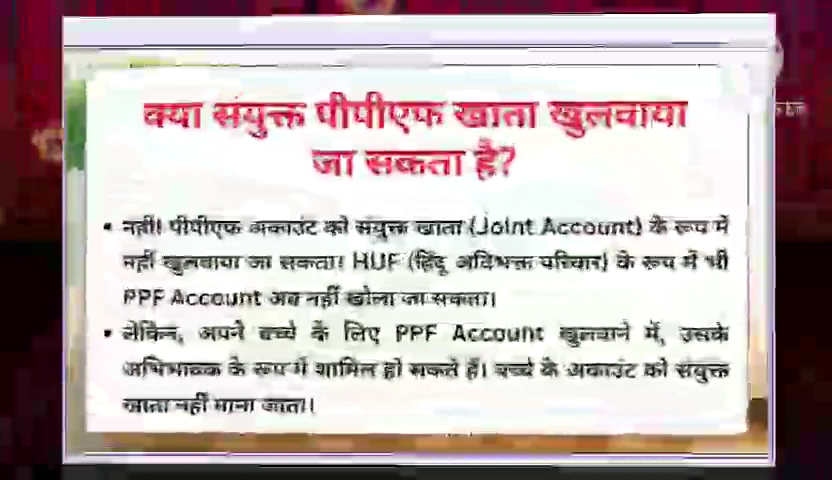 क्या संयुक्त पीपीएफ खाता खुलवाया
जा सकता है?
• नहीं! पीपीएफ अकाउंट को संयुक्त खाता (Joint Account) के रूप में
नहीं खुलवाया जा सकता। HUF (हिंदू अविभक्त परिवार) के रूप में भी
PPF Account अब नहीं खोला जा सकता।
• लेकिन, अपने बच्चे के लिए PPF Account खुलवाने में, उसके
अभिभावक के रूप में शामिल हो सकते हैं। बच्चे के अकाउंट को संयुक्त
खाता नहीं माना जाता।